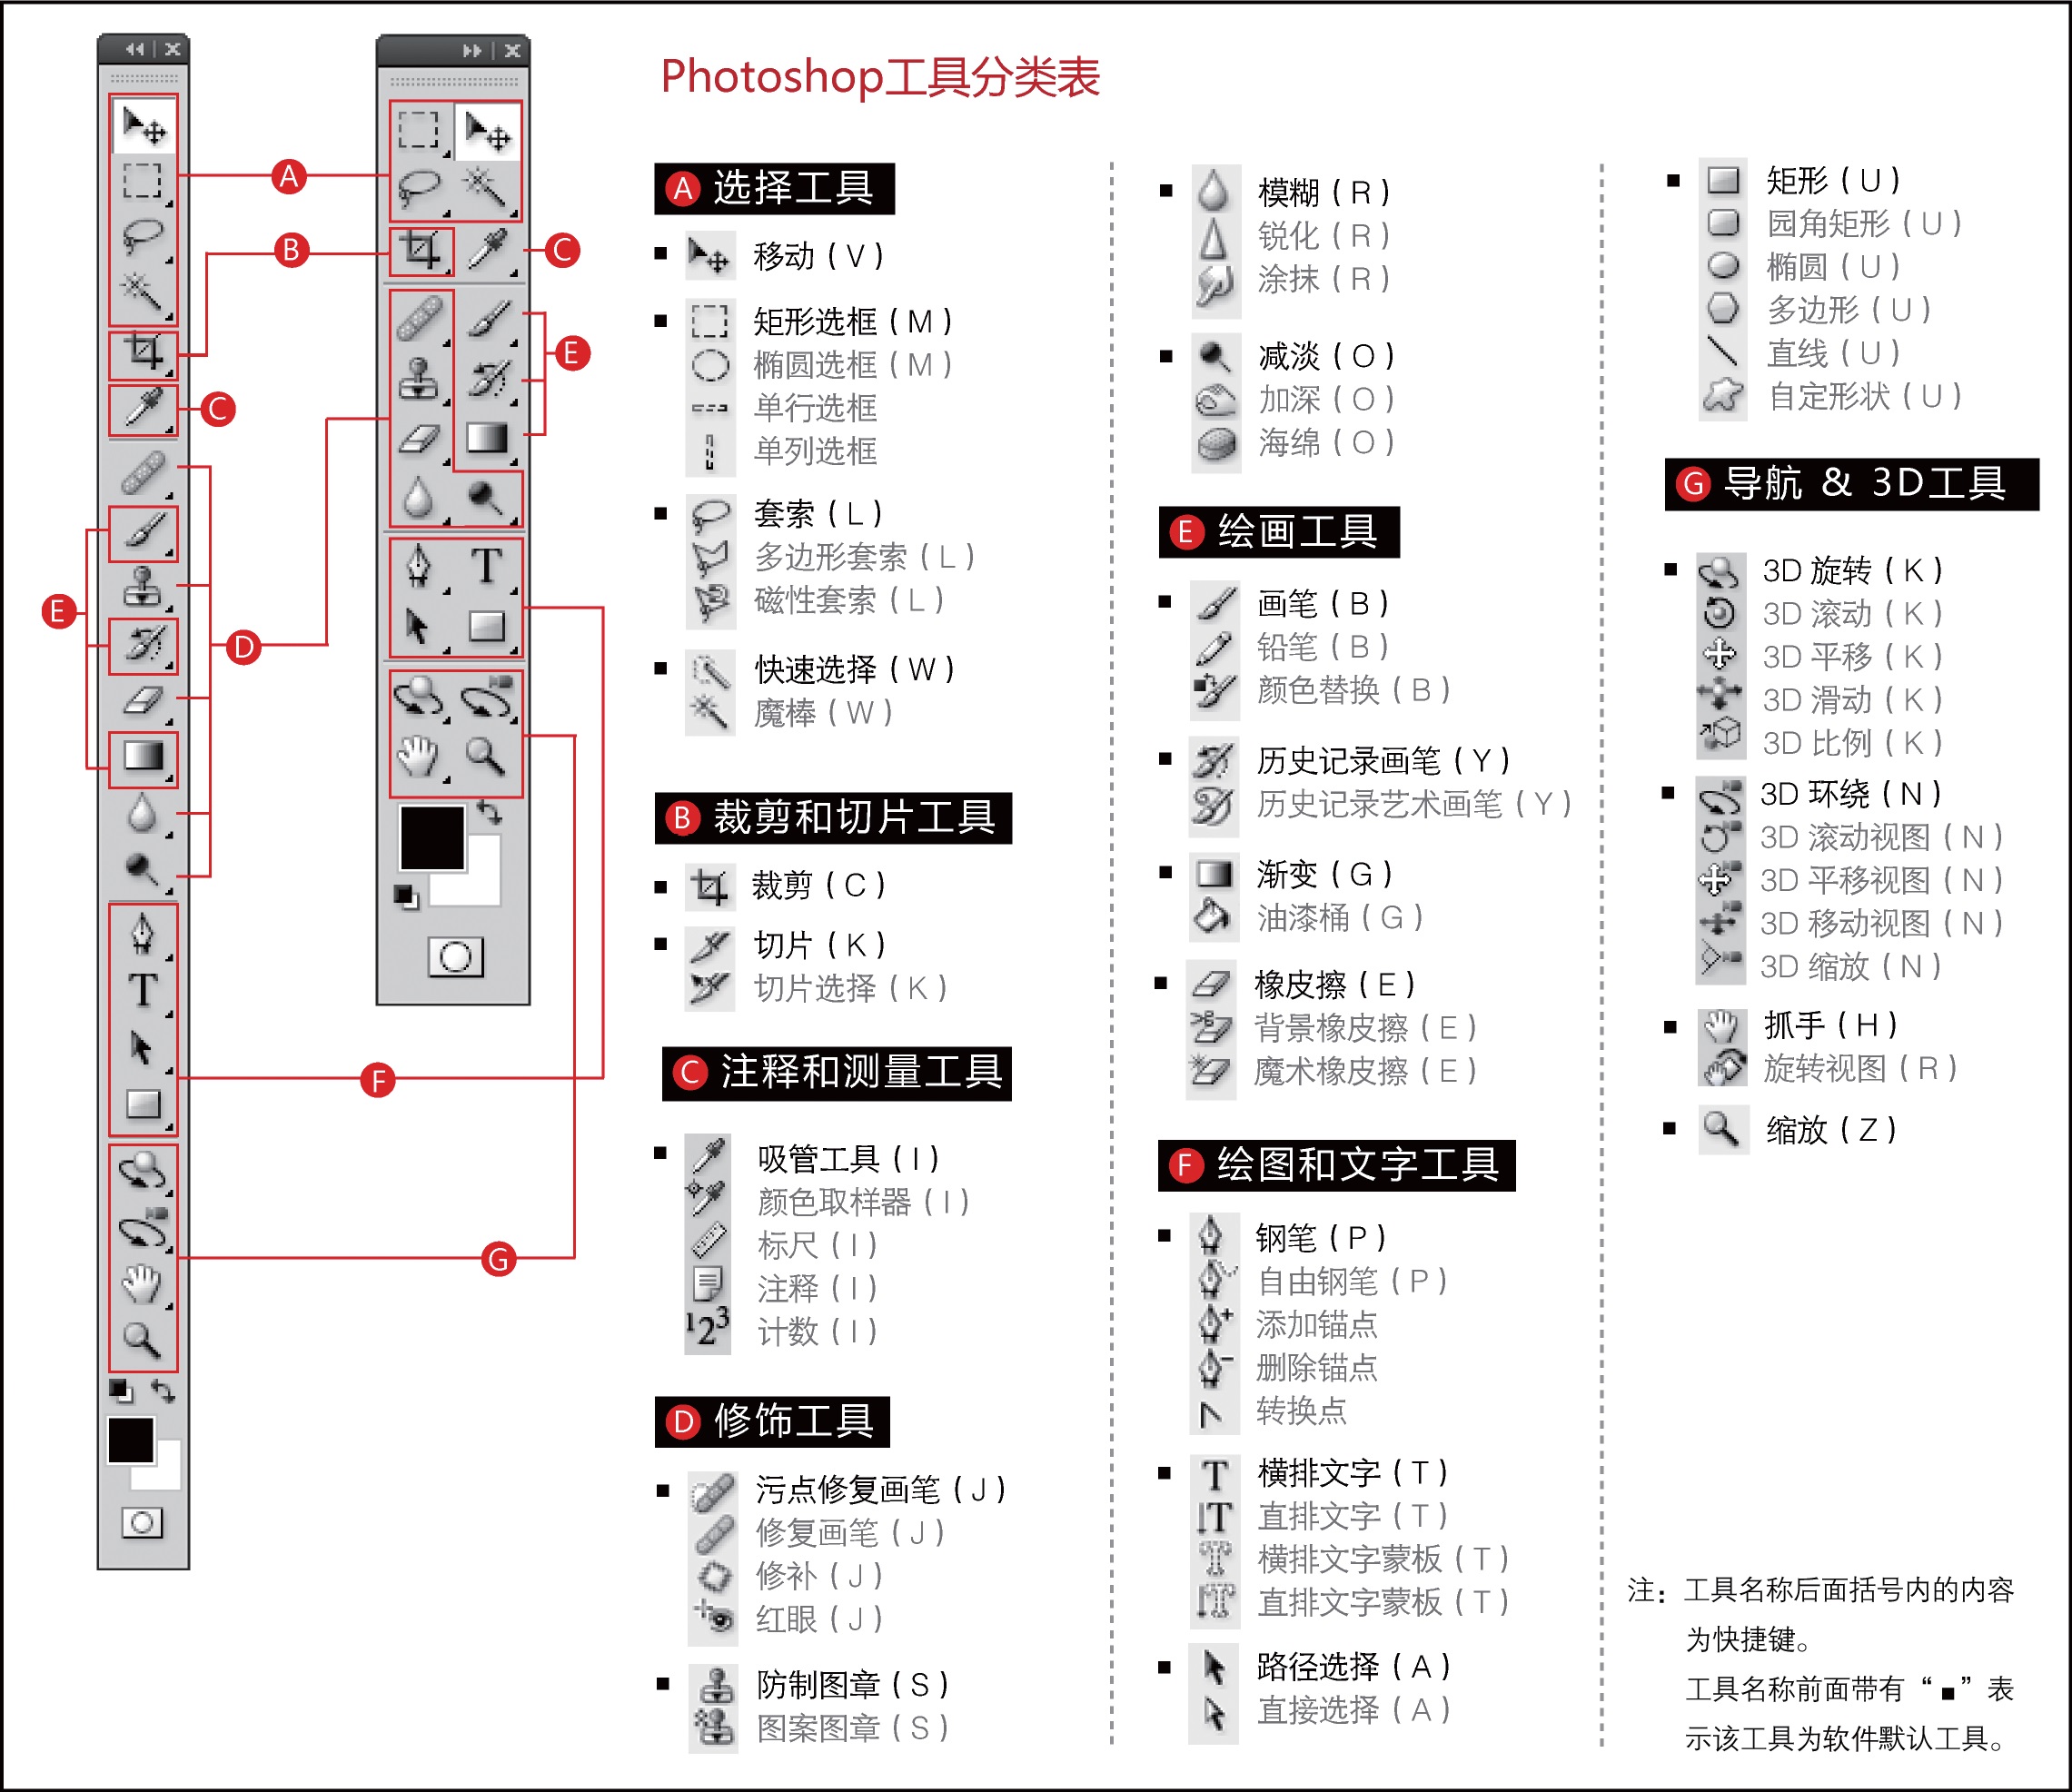 Photoshop工具分类表
A 选择工具
■ 移动（V）
■ 矩形选框（M）
椭圆选框（M）
单行选框
单列选框
■ 套索（L）
多边形套索（L）
磁性套索（L）
■ 快速选择（W）
魔棒（W）
B 裁剪和切片工具
■ 裁剪（C）
■ 切片（K）
切片选择（K）
C 注释和测量工具
■ 吸管工具（I）
颜色取样器（I）
标尺（I）
注释（I）
计数（I）
D 修饰工具
■ 污点修复画笔（J）
修复画笔（J）
修补（J）
红眼（J）
■ 防制图章（S）
图案图章（S）
■ 模糊（R）
锐化（R）
涂抹（R）
■ 减淡（O）
加深（O）
海绵（O）
E 绘画工具
■ 画笔（B）
铅笔（B）
颜色替换（B）
■ 历史记录画笔（Y）
历史记录艺术画笔（Y）
■ 渐变（G）
油漆桶（G）
■ 橡皮擦（E）
背景橡皮擦（E）
魔术橡皮擦（E）
F 绘图和文字工具
■ 钢笔（P）
自由钢笔（P）
添加锚点
删除锚点
转换点
■ 横排文字（T）
直排文字（T）
横排文字蒙板（T）
直排文字蒙板（T）
■ 路径选择（A）
直接选择（A）
■ 矩形（U）
园角矩形（U）
椭圆（U）
多边形（U）
直线（U）
自定形状（U）
G 导航 & 3D工具
■ 3D 旋转（K）
3D 滚动（K）
3D 平移（K）
3D 滑动（K）
3D 比例（K）
■ 3D 环绕（N）
3D 滚动视图（N）
3D 平移视图（N）
3D 移动视图（N）
3D 缩放（N）
■ 抓手（H）
旋转视图（R）
■ 缩放（Z）
注：工具名称后面括号内的内容
为快捷键。
工具名称前面带有“■”表
示该工具为软件默认工具。
A
B
C
C
E
E
D
F
G